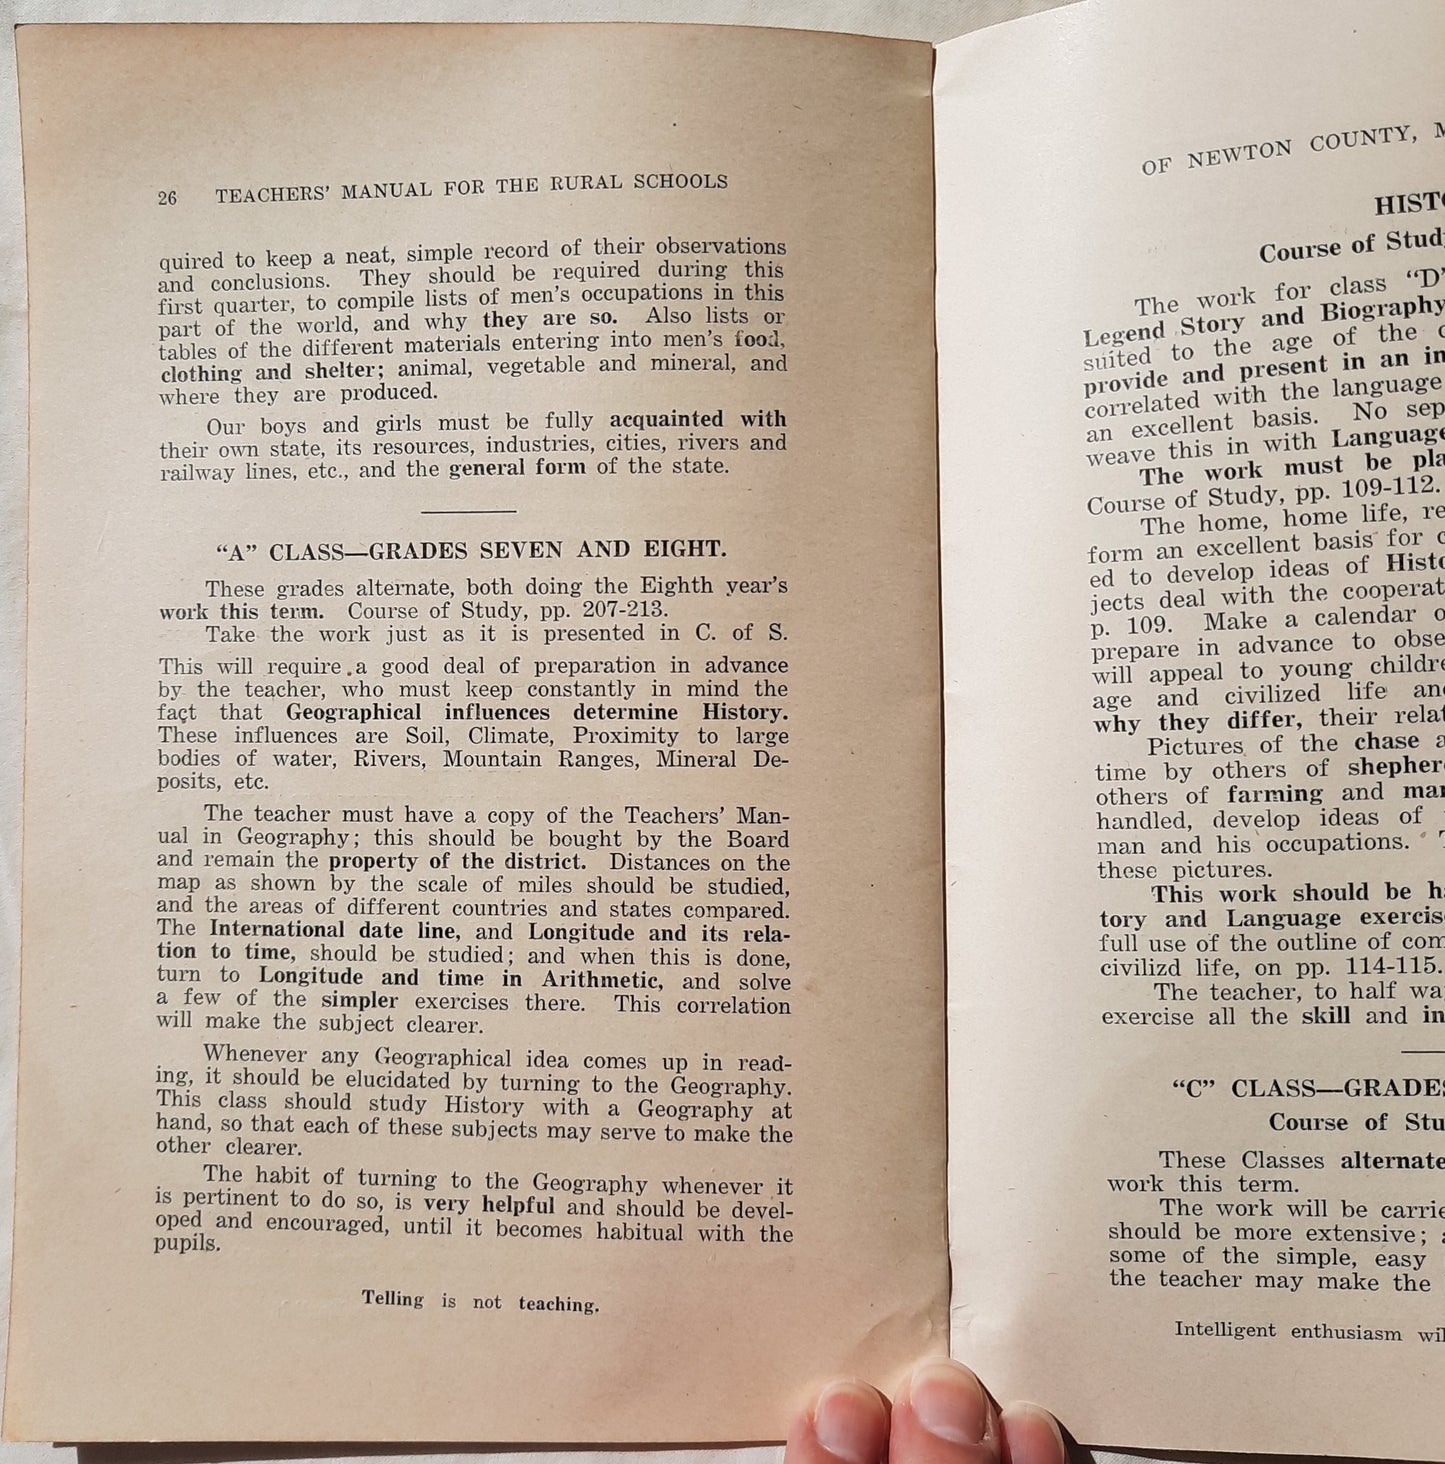 26 TEACHERS' MANUAL FOR THE RURAL SCHOOLS
quired to keep a neat, simple record of their observations
and conclusions. They should be required during this
first quarter, to compile lists of men's occupations in this
part of the world, and why they are so. Also lists or
tables of the different materials entering into men's food,
clothing and shelter; animal, vegetable and mineral, and
where they are produced.
Our boys and girls must be fully acquainted with
their own state, its resources, industries, cities, rivers and
railway lines, etc., and the general form of the state.
"A" CLASS—GRADES SEVEN AND EIGHT.
These grades alternate, both doing the Eighth year's
work this term. Course of Study, pp. 207-213.
Take the work just as it is presented in C. of S.
This will require a good deal of preparation in advance
by the teacher, who must keep constantly in mind the
fact that Geographical influences determine History.
These influences are Soil, Climate, Proximity to large
bodies of water, Rivers, Mountain Ranges, Mineral De-
posits, etc.
The teacher must have a copy of the Teachers' Man-
ual in Geography; this should be bought by the Board
and remain the property of the district. Distances on the
map as shown by the scale of miles should be studied,
and the areas of different countries and states compared.
The International date line, and Longitude and its rela-
tion to time, should be studied; and when this is done,
turn to Longitude and time in Arithmetic, and solve
a few of the simpler exercises there. This correlation
will make the subject clearer.
Whenever any Geographical idea comes up in read-
ing, it should be elucidated by turning to the Geography.
This class should study History with a Geography at
hand, so that each of these subjects may serve to make the
other clearer.
The habit of turning to the Geography whenever it
is pertinent to do so, is very helpful and should be devel-
oped and encouraged, until it becomes habitual with the
pupils.
Telling is not teaching.
OF NEWTON COUNTY,
Course of
The work for class "D"
Legend Story and Biography
suited to the age of the
provide and present in an
correlated with the language
an excellent basis. No
weave this in with Language
The work must be
Course of Study, pp. 109-112.
The home, home life,
form an excellent basis for
ed to develop ideas of
jects deal with the
p. 109. Make a calendar
prepare in advance to
will appeal to young
age and civilized life
why they differ, their
Pictures of the chase
time by others of
others of farming and
handled, develop ideas of
man and his occupations.
these pictures.
This work should be
tory and Language
full use of the outline of
civilizd life, on pp. 114-115.
The teacher, to half
exercise all the skill and
"C" CLASS—
Course of
These Classes alternate
work this term.
The work will be
should be more extensive;
some of the simple, easy
the teacher may make the
Intelligent enthusiasm